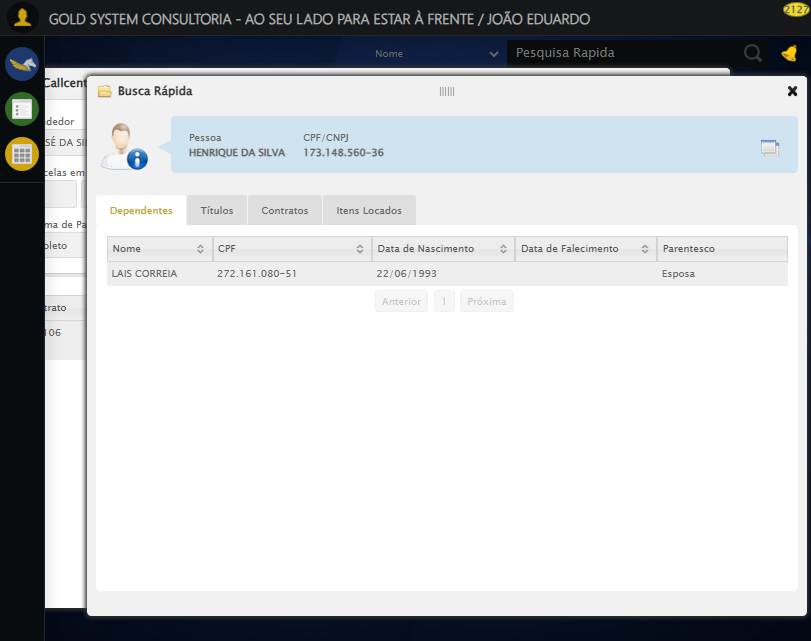 GOLD SYSTEM CONSULTORIA - AO SEU LADO PARA ESTAR À FRENTE / JOÃO EDUARDO
2127
Nome
Pesquisa Rapida
Callcent
Busca Rápida
dedor
SÉ DA SI
celas em
ma de Pa
oleto
trato
106
Pessoa
CPF/CNPJ
HENRIQUE DA SILVA
173.148.560-36
Dependentes
Títulos
Contratos
Itens Locados
Nome
CPF
Data de Nascimento
Data de Falecimento
Parentesco
LAIS CORREIA
272.161.080-51
22/06/1993
Esposa
Anterior
1
Próxima